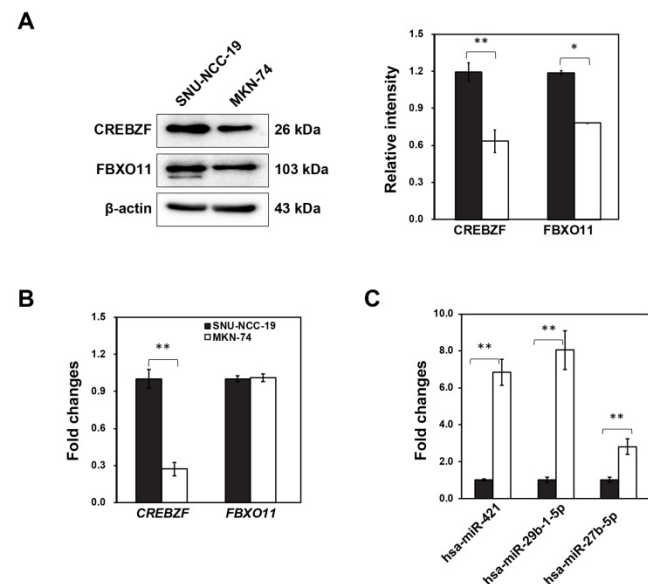 A
SNU-NCC-19
MKN-74
CREBZF
26 kDa
FBXO11
103 kDa
β-actin
43 kDa
Relative intensity
1.5
1.2
0.9
0.6
0.3
0.0
**
*
CREBZF
FBXO11
B
Fold changes
1.5
1.2
0.9
0.6
0.3
0.0
SNU-NCC-19
MKN-74
**
CREBZF
FBXO11
C
Fold changes
10.0
8.0
6.0
4.0
2.0
0.0
**
**
**
hsa-miR-421
hsa-miR-29b-1-5p
hsa-miR-27b-5p